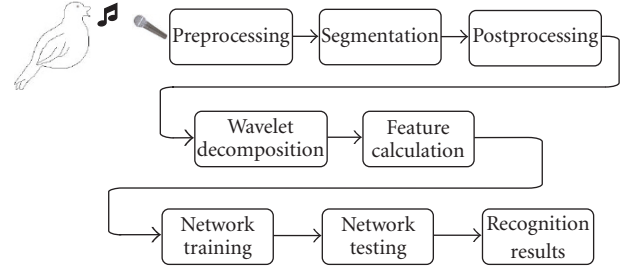 Preprocessing
Segmentation
Postprocessing
Wavelet
decomposition
Feature
calculation
Network
training
Network
testing
Recognition
results